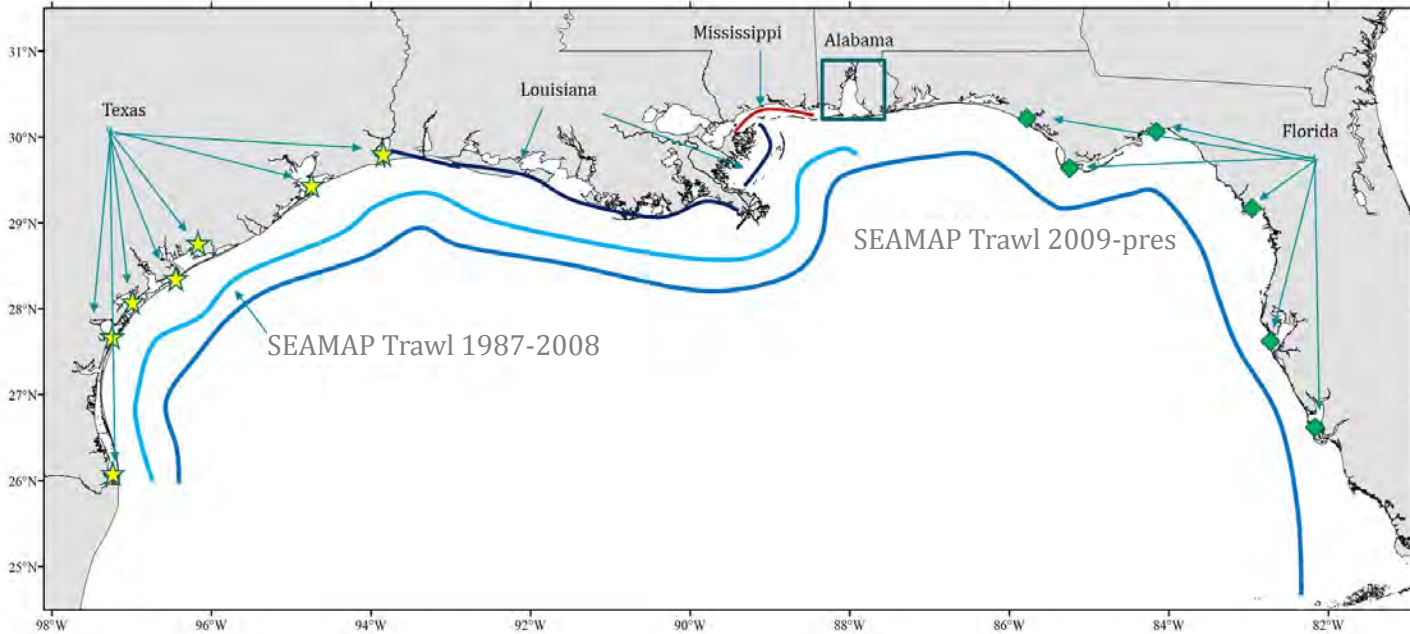 31°N
30°N
29°N
28°N
27°N
26°N
25°N
Mississippi
Alabama
Texas
Louisiana
Florida
SEAMAP Trawl 2009-pres
SEAMAP Trawl 1987-2008
98°W
96°W
94°W
92°W
90°W
88°W
86°W
84°W
82°W